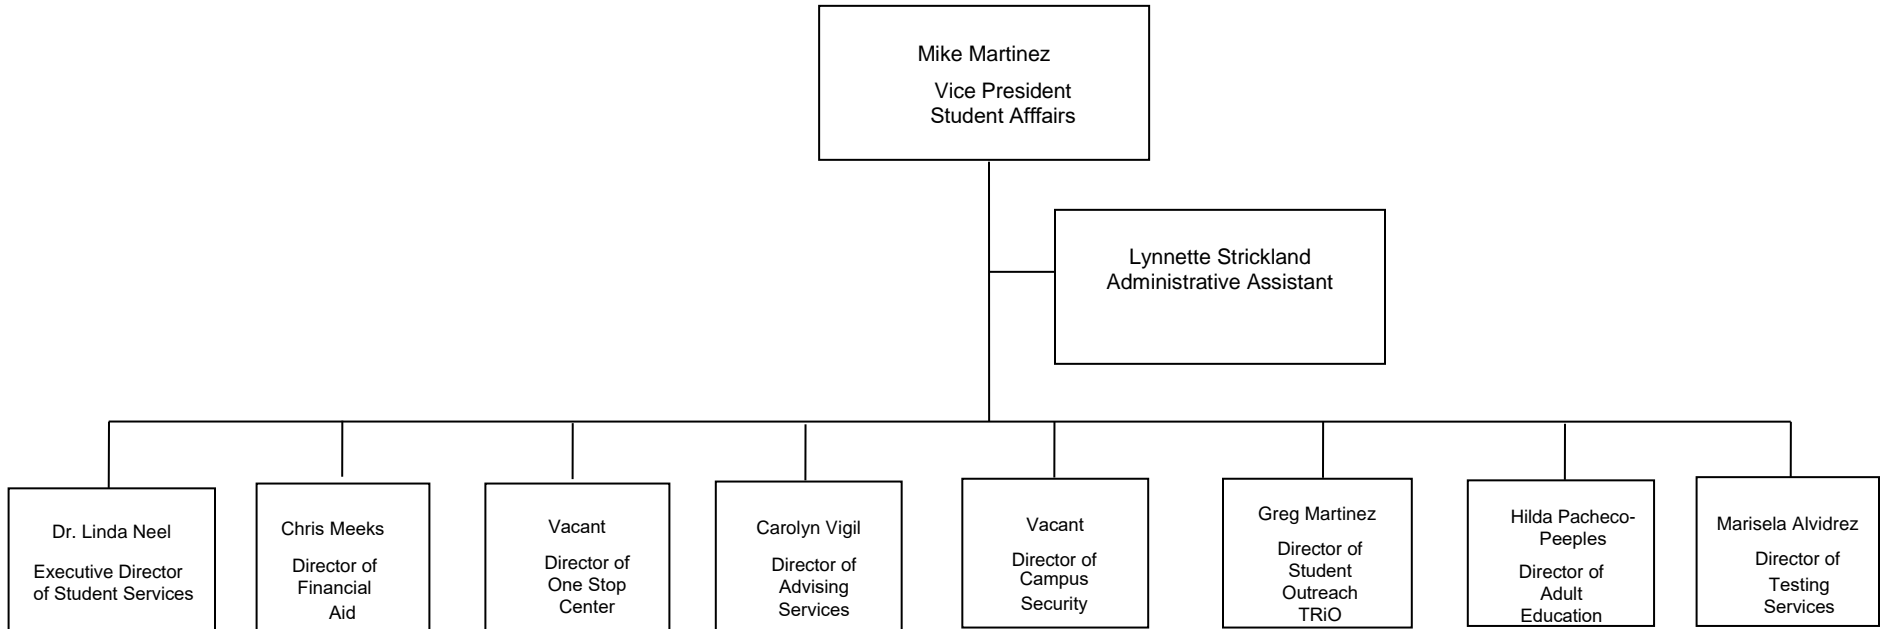 Mike Martinez
Vice President
Student Afffairs
Lynnette Strickland
Administrative Assistant
Dr. Linda Neel
Executive Director
of Student Services
Chris Meeks
Director of
Financial
Aid
Vacant
Director of
One Stop
Center
Carolyn Vigil
Director of
Advising
Services
Vacant
Director of
Campus
Security
Greg Martinez
Director of
Student
Outreach
TRiO
Hilda Pacheco-
Peeples
Director of
Adult
Education
Marisela Alvidrez
Director of
Testing
Services